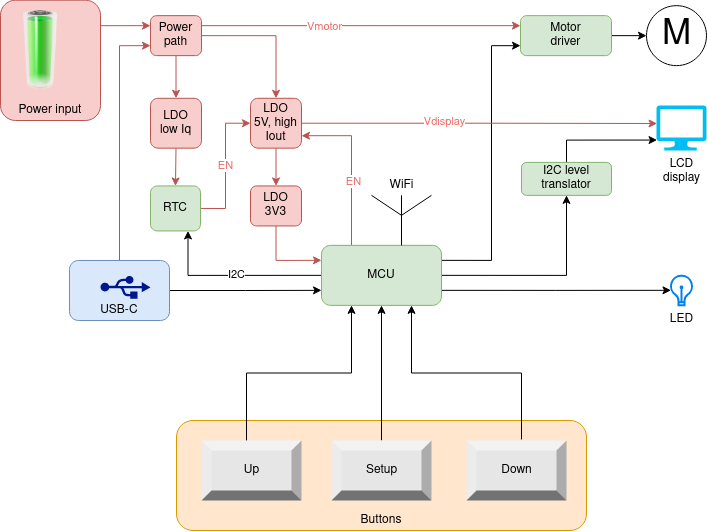 Power input
Power
path
Vmotor
Motor
driver
M
LDO
low Iq
LDO
5V, high
Iout
Vdisplay
LCD
display
EN
EN
I2C level
translator
RTC
LDO
3V3
WiFi
I2C
MCU
USB-C
LED
Up
Setup
Down
Buttons